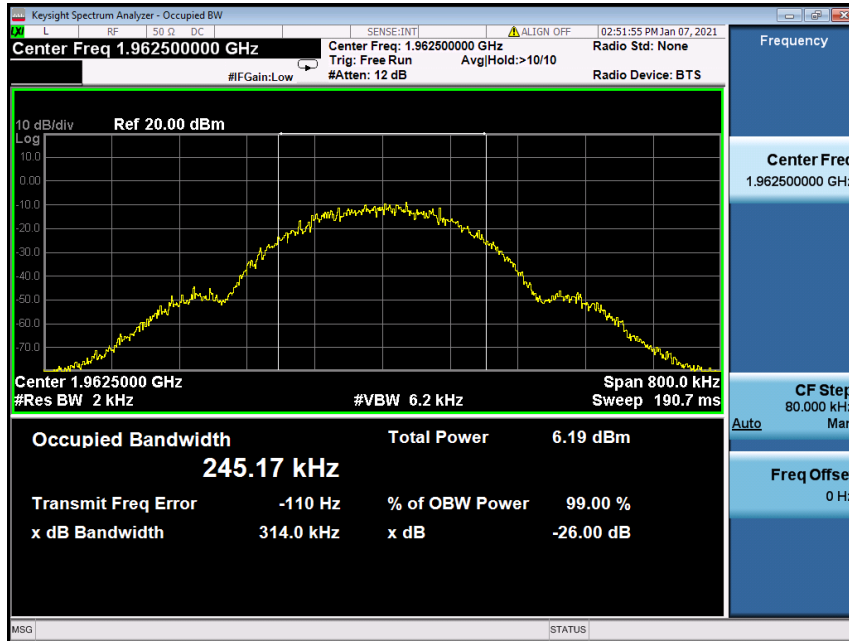 Keysight Spectrum Analyzer - Occupied BW
LXI L RF 50 Ω DC SENSE:INT ALIGN OFF 02:51:55 PM Jan 07, 2021
Center Freq 1.962500000 GHz
Center Freq: 1.962500000 GHz Radio Std: None
Trig: Free Run Avg|Hold:>10/10
#IFGain:Low #Atten: 12 dB Radio Device: BTS
10 dB/div Ref 20.00 dBm
Log
10.0
0.00
-10.0
-20.0
-30.0
-40.0
-50.0
-60.0
-70.0
Center 1.9625000 GHz Span 800.0 kHz
#Res BW 2 kHz #VBW 6.2 kHz Sweep 190.7 ms
Occupied Bandwidth Total Power 6.19 dBm
245.17 kHz
Transmit Freq Error -110 Hz % of OBW Power 99.00 %
x dB Bandwidth 314.0 kHz x dB -26.00 dB
MSG STATUS
Frequency
Center Freq
1.962500000 GHz
CF Step
80.000 kHz
Auto Man
Freq Offset
0 Hz